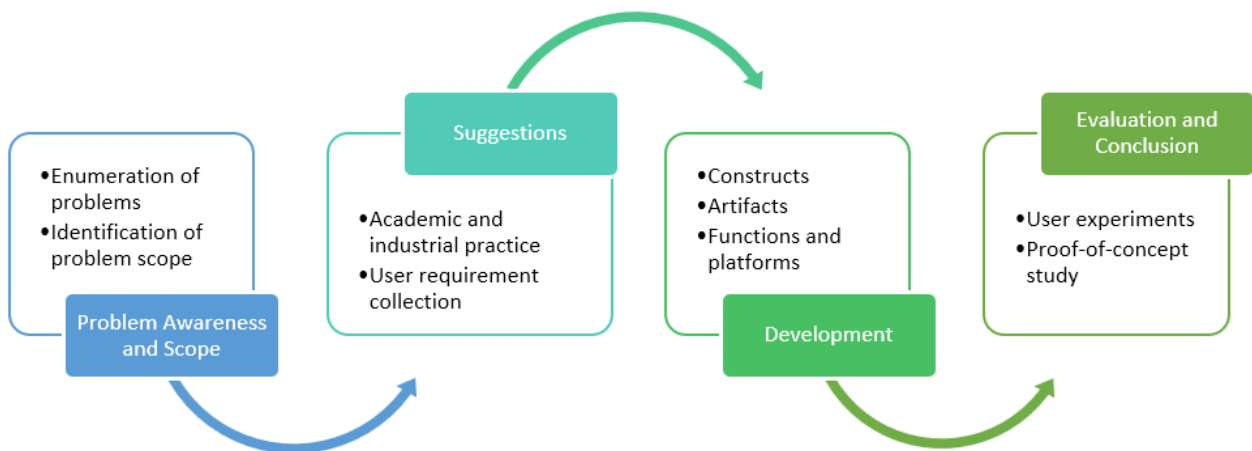 •Enumeration of
problems
•Identification of
problem scope
Problem Awareness
and Scope
Suggestions
•Academic and
industrial practice
•User requirement
collection
•Constructs
•Artifacts
•Functions and
platforms
Development
Evaluation and
Conclusion
•User experiments
•Proof-of-concept
study